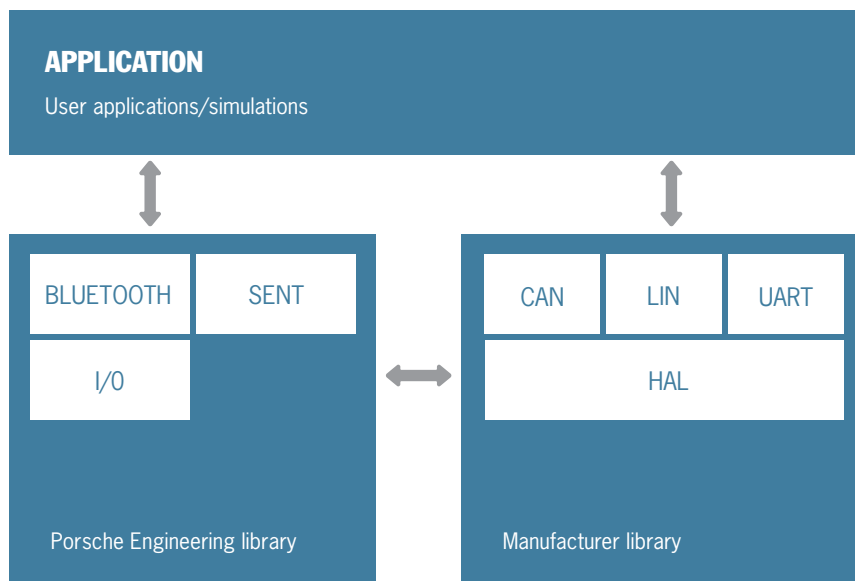 APPLICATION
User applications/simulations
BLUETOOTH
SENT
I/O
Porsche Engineering library
CAN
LIN
UART
HAL
Manufacturer library